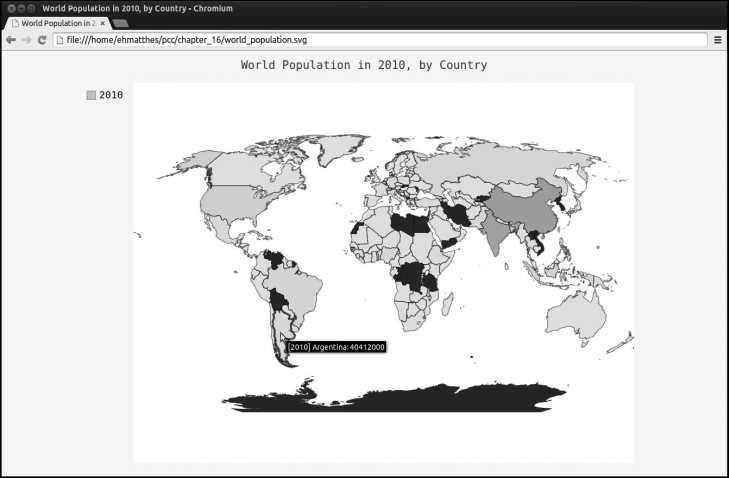 World Population in 2010, by Country - Chromium
World Population in 2
file:///home/ehmatthes/pcc/chapter_16/world_population.svg
World Population in 2010, by Country
2010
[2010] Argentina: 40412000